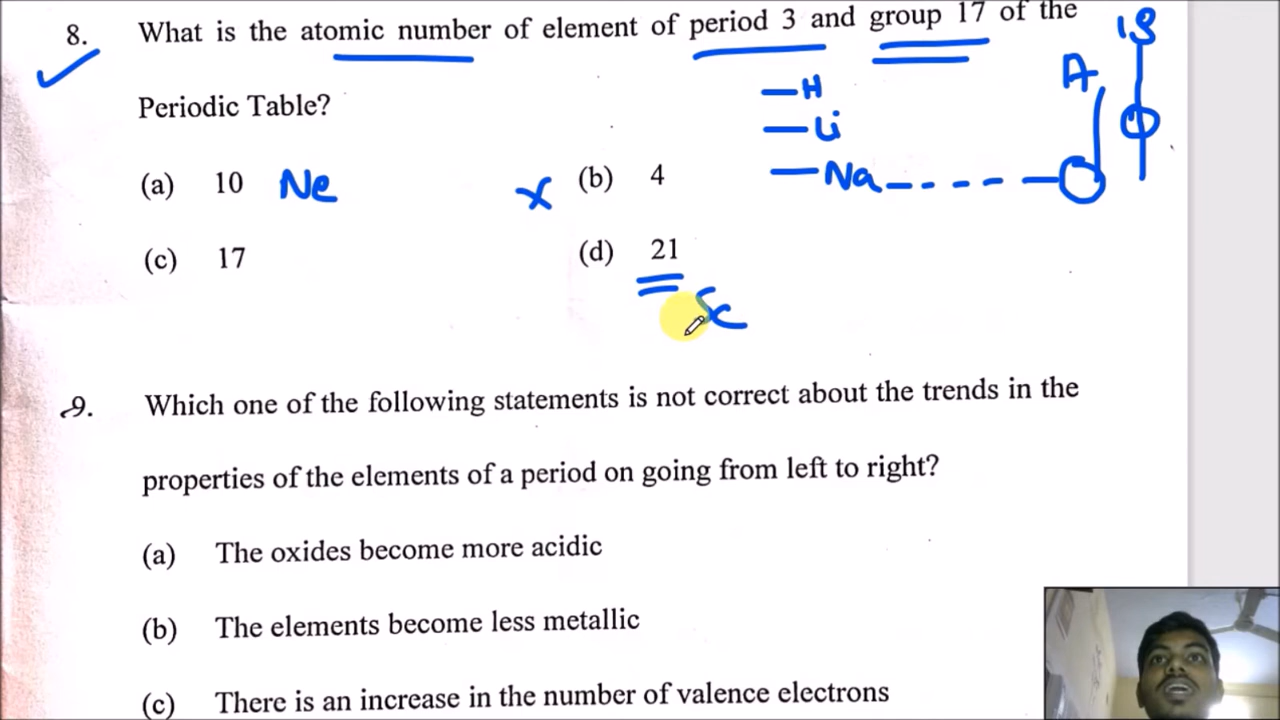 8. What is the atomic number of element of period 3 and group 17 of the
18
A
Periodic Table?
H
Li
Na
(a) 10 Ne
x (b) 4
(c) 17
(d) 21
Sc
9. Which one of the following statements is not correct about the trends in the
properties of the elements of a period on going from left to right?
(a) The oxides become more acidic
(b) The elements become less metallic
(c) There is an increase in the number of valence electrons